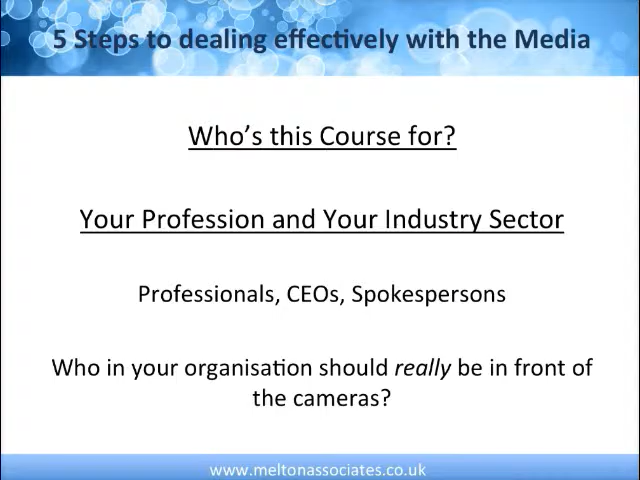 5 Steps to dealing effectively with the Media
Who’s this Course for?
Your Profession and Your Industry Sector
Professionals, CEOs, Spokespersons
Who in your organisation should really be in front of
the cameras?
www.meltonassociates.co.uk